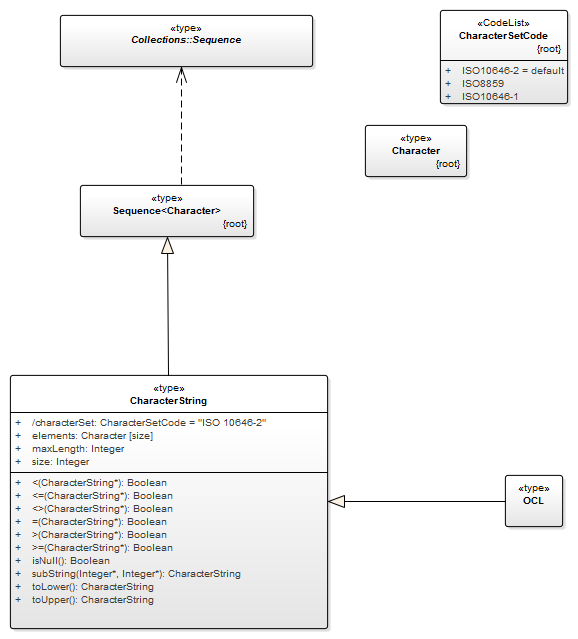 «type»
Collections::Sequence
«CodeList»
CharacterSetCode
{root}
+ ISO10646-2 = default
+ ISO8859
+ ISO10646-1
«type»
Character
{root}
«type»
Sequence<Character>
{root}
«type»
CharacterString
+ /characterSet: CharacterSetCode = "ISO 10646-2"
+ elements: Character [size]
+ maxLength: Integer
+ size: Integer
+ <(CharacterString*): Boolean
+ <=(CharacterString*): Boolean
+ <>(CharacterString*): Boolean
+ =(CharacterString*): Boolean
+ >(CharacterString*): Boolean
+ >=(CharacterString*): Boolean
+ isNull(): Boolean
+ subString(Integer*, Integer*): CharacterString
+ toLower(): CharacterString
+ toUpper(): CharacterString
«type»
OCL